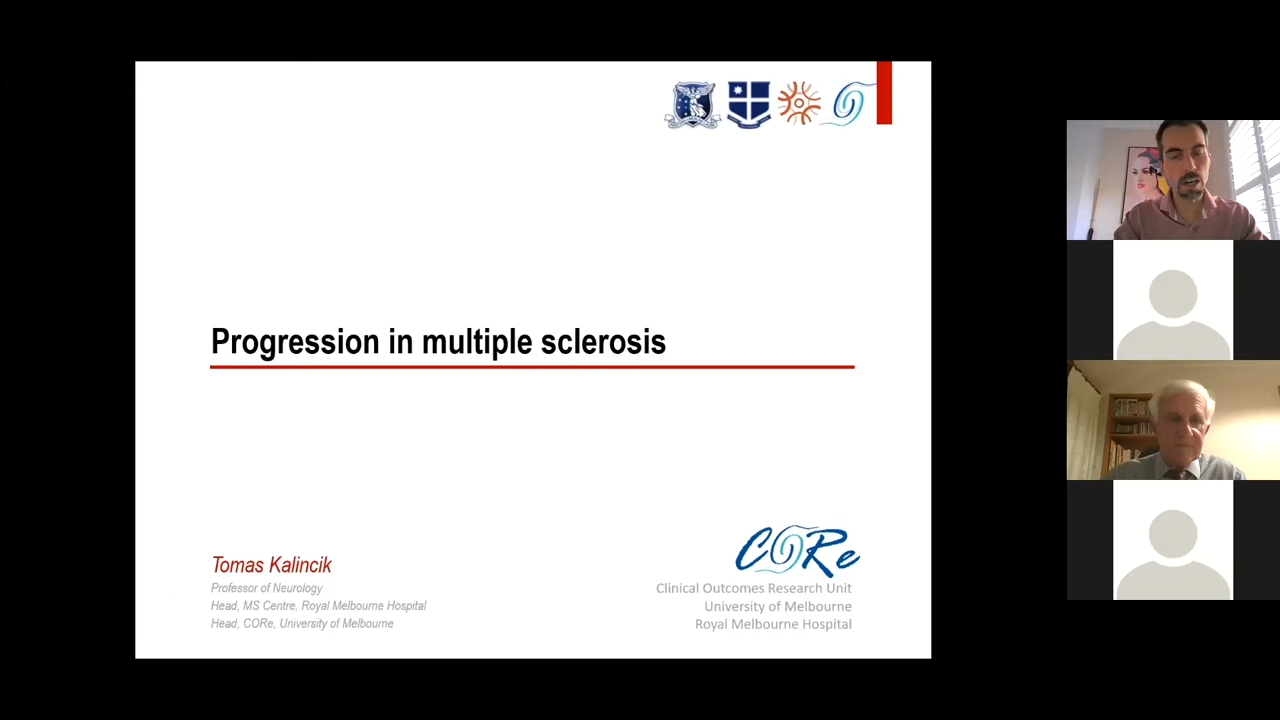 Progression in multiple sclerosis
Tomas Kalincik
Professor of Neurology
Head, MS Centre, Royal Melbourne Hospital
Head, CORe, University of Melbourne
CORe
Clinical Outcomes Research Unit
University of Melbourne
Royal Melbourne Hospital